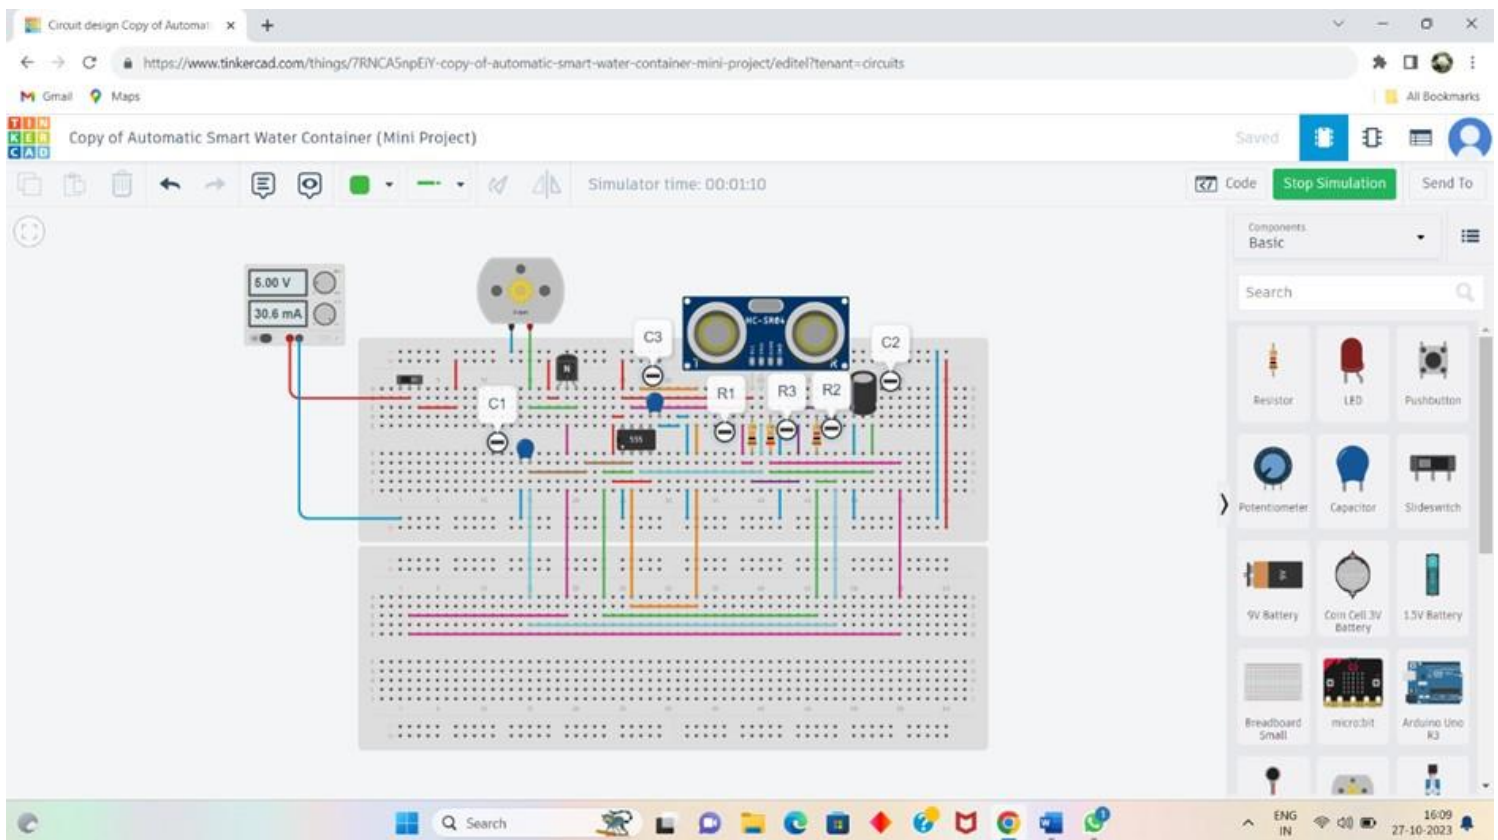 Circuit design Copy of Automat
https://www.tinkercad.com/things/7RNCA5npEiY-copy-of-automatic-smart-water-container-mini-project/editel?tenant=circuits
Gmail Maps All Bookmarks
TIN
KER
CAD
Copy of Automatic Smart Water Container (Mini Project) Saved
Simulator time: 00:01:10 Code Stop Simulation Send To
Components
Basic
Search
5.00 V
30.6 mA
HC-SR04
C3
C2
N
R1 R3 R2
C1
555
Resistor LED Pushbutton
Potentiometer Capacitor Slideswitch
9V Battery Coin Cell 3V Battery 1.5V Battery
Breadboard Small micro:bit Arduino Uno R3
Search
ENG
IN
16:09
27-10-2023